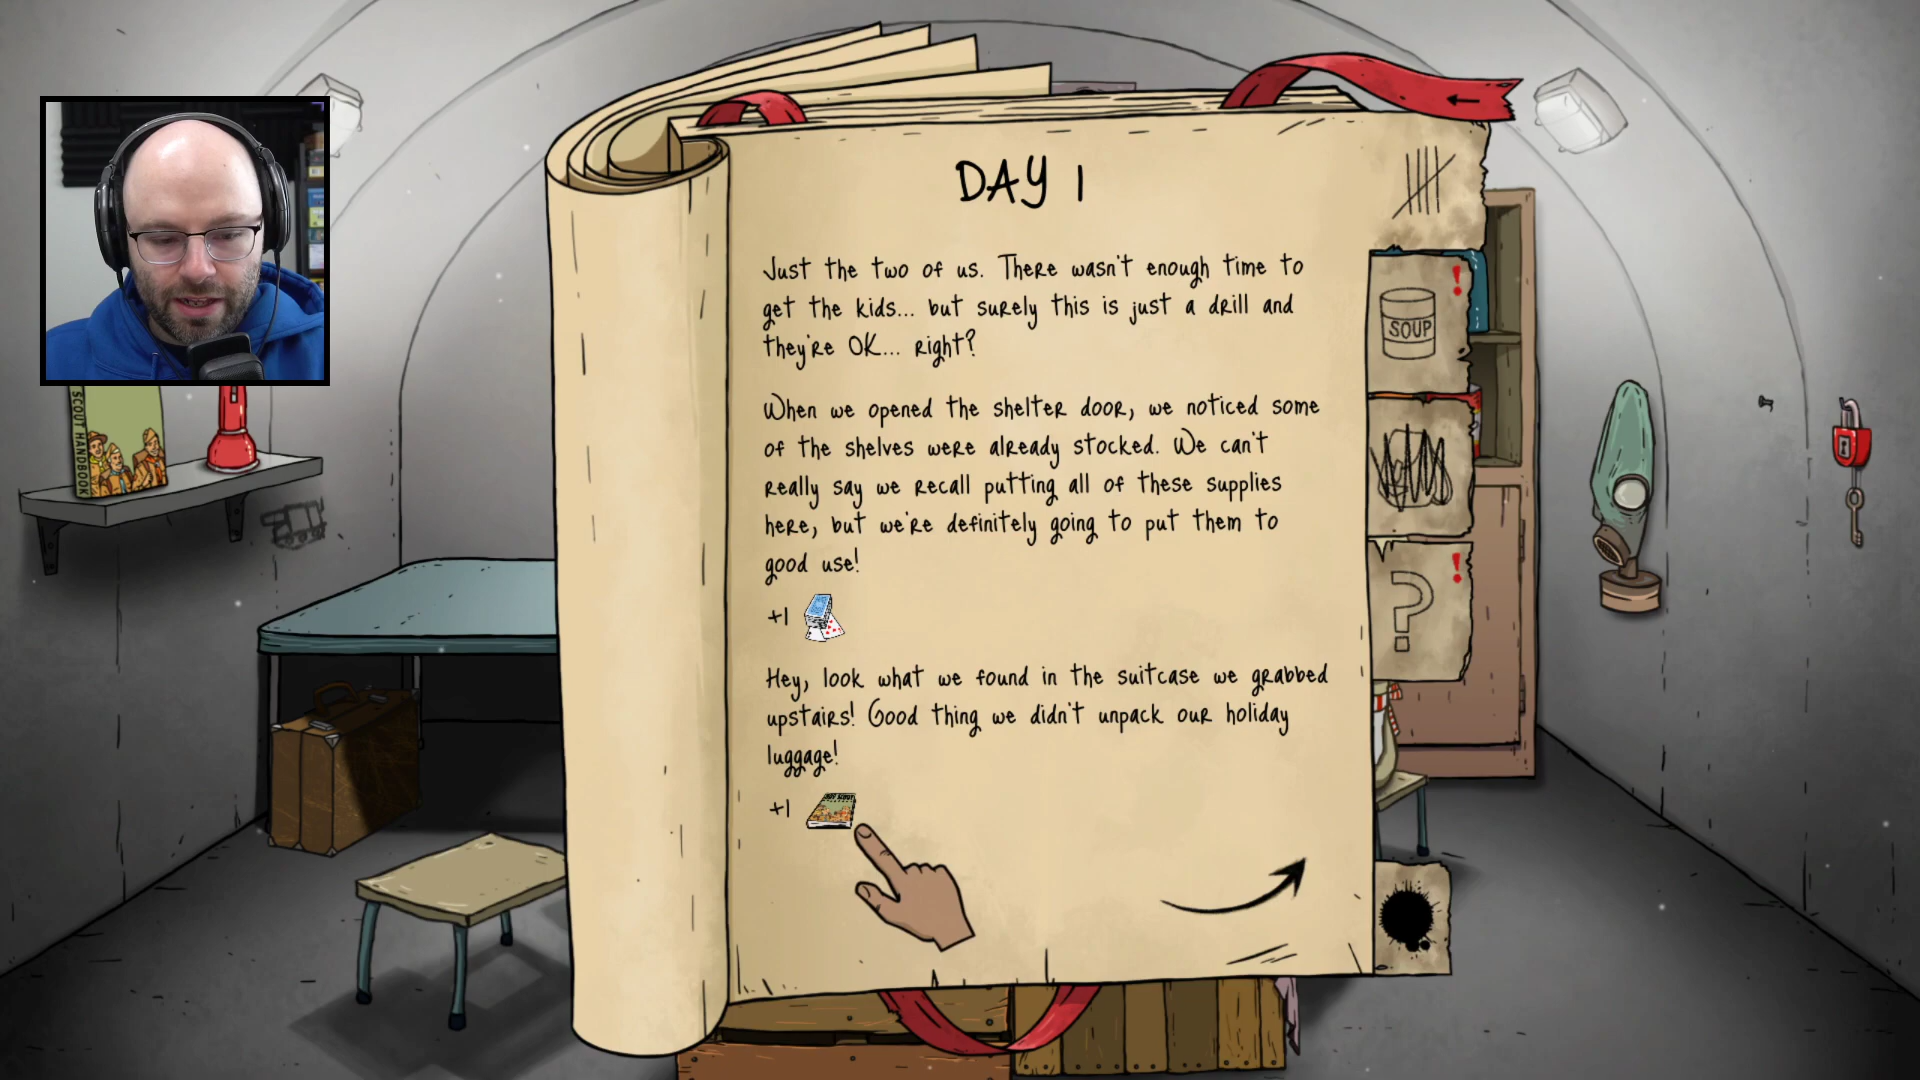 DAY 1
Just the two of us. There wasn't enough time to
get the kids... but surely this is just a drill and
they're OK... right?
When we opened the shelter door, we noticed some
of the shelves were already stocked. We can't
really say we recall putting all of these supplies
here, but we're definitely going to put them to
good use!
+1
Hey, look what we found in the suitcase we grabbed
upstairs! Good thing we didn't unpack our holiday
luggage!
+1
!
SOUP
!
?
SCOUT HANDBOOK